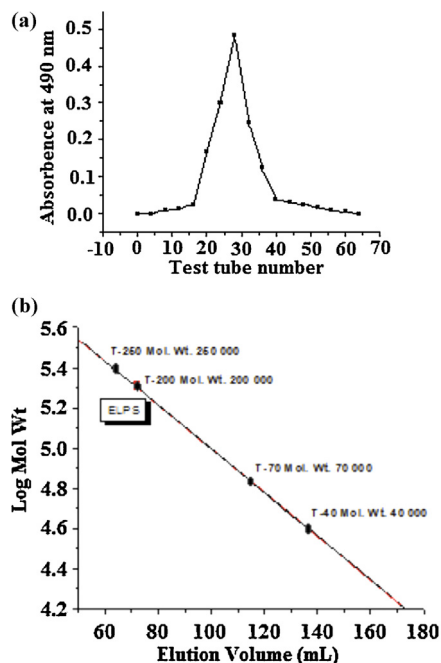 (a)
Absorbence at 490 nm
0.5
0.4
0.3
0.2
0.1
0.0
-10 0 10 20 30 40 50 60 70
Test tube number
(b)
Log Mol Wt
5.6
5.4
5.2
5.0
4.8
4.6
4.4
4.2
T-250 Mol. Wt. 250 000
T-200 Mol. Wt. 200 000
ELPS
T-70 Mol. Wt. 70 000
T-40 Mol. Wt. 40 000
60 80 100 120 140 160 180
Elution Volume (mL)